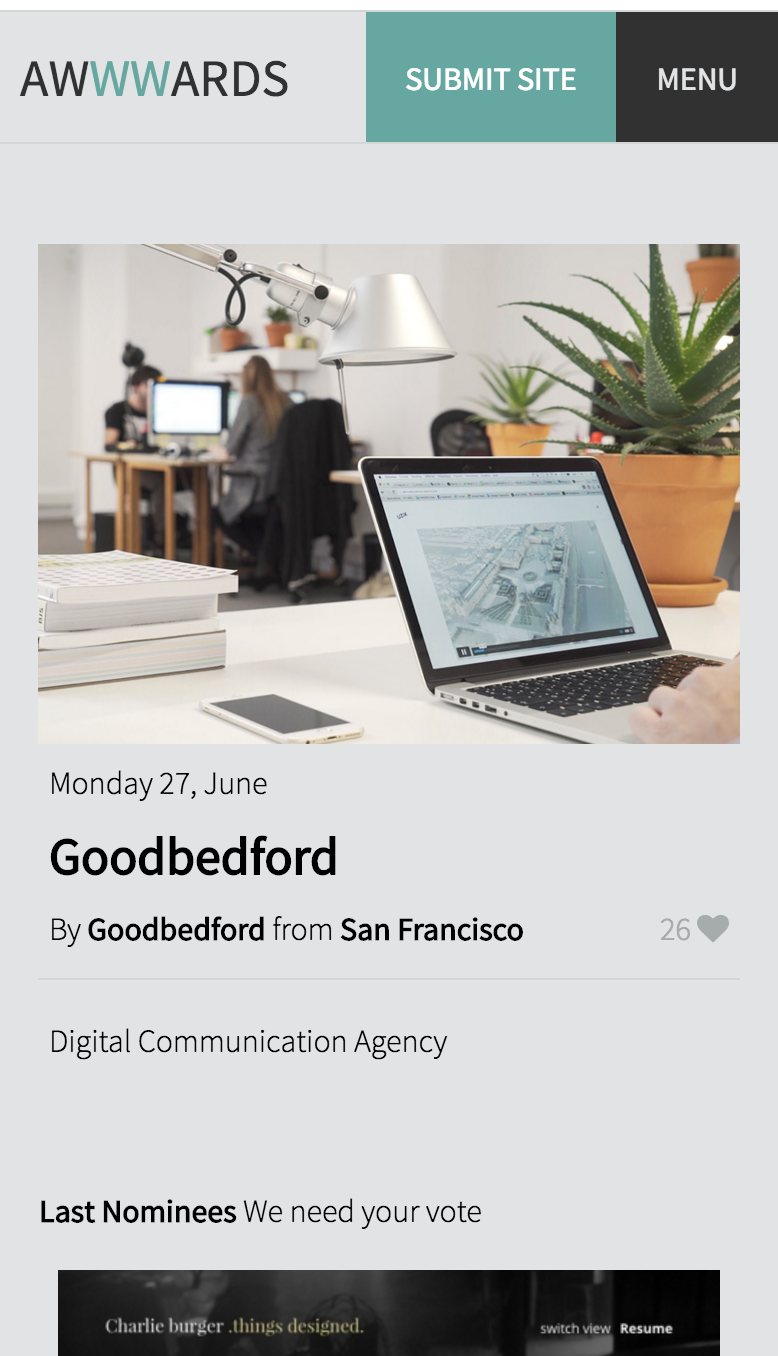 AWWWARDS
SUBMIT SITE
MENU
Monday 27, June
Goodbedford
By Goodbedford from San Francisco
26
Digital Communication Agency
Last Nominees We need your vote
Charlie burger .things designed.
switch view Resume